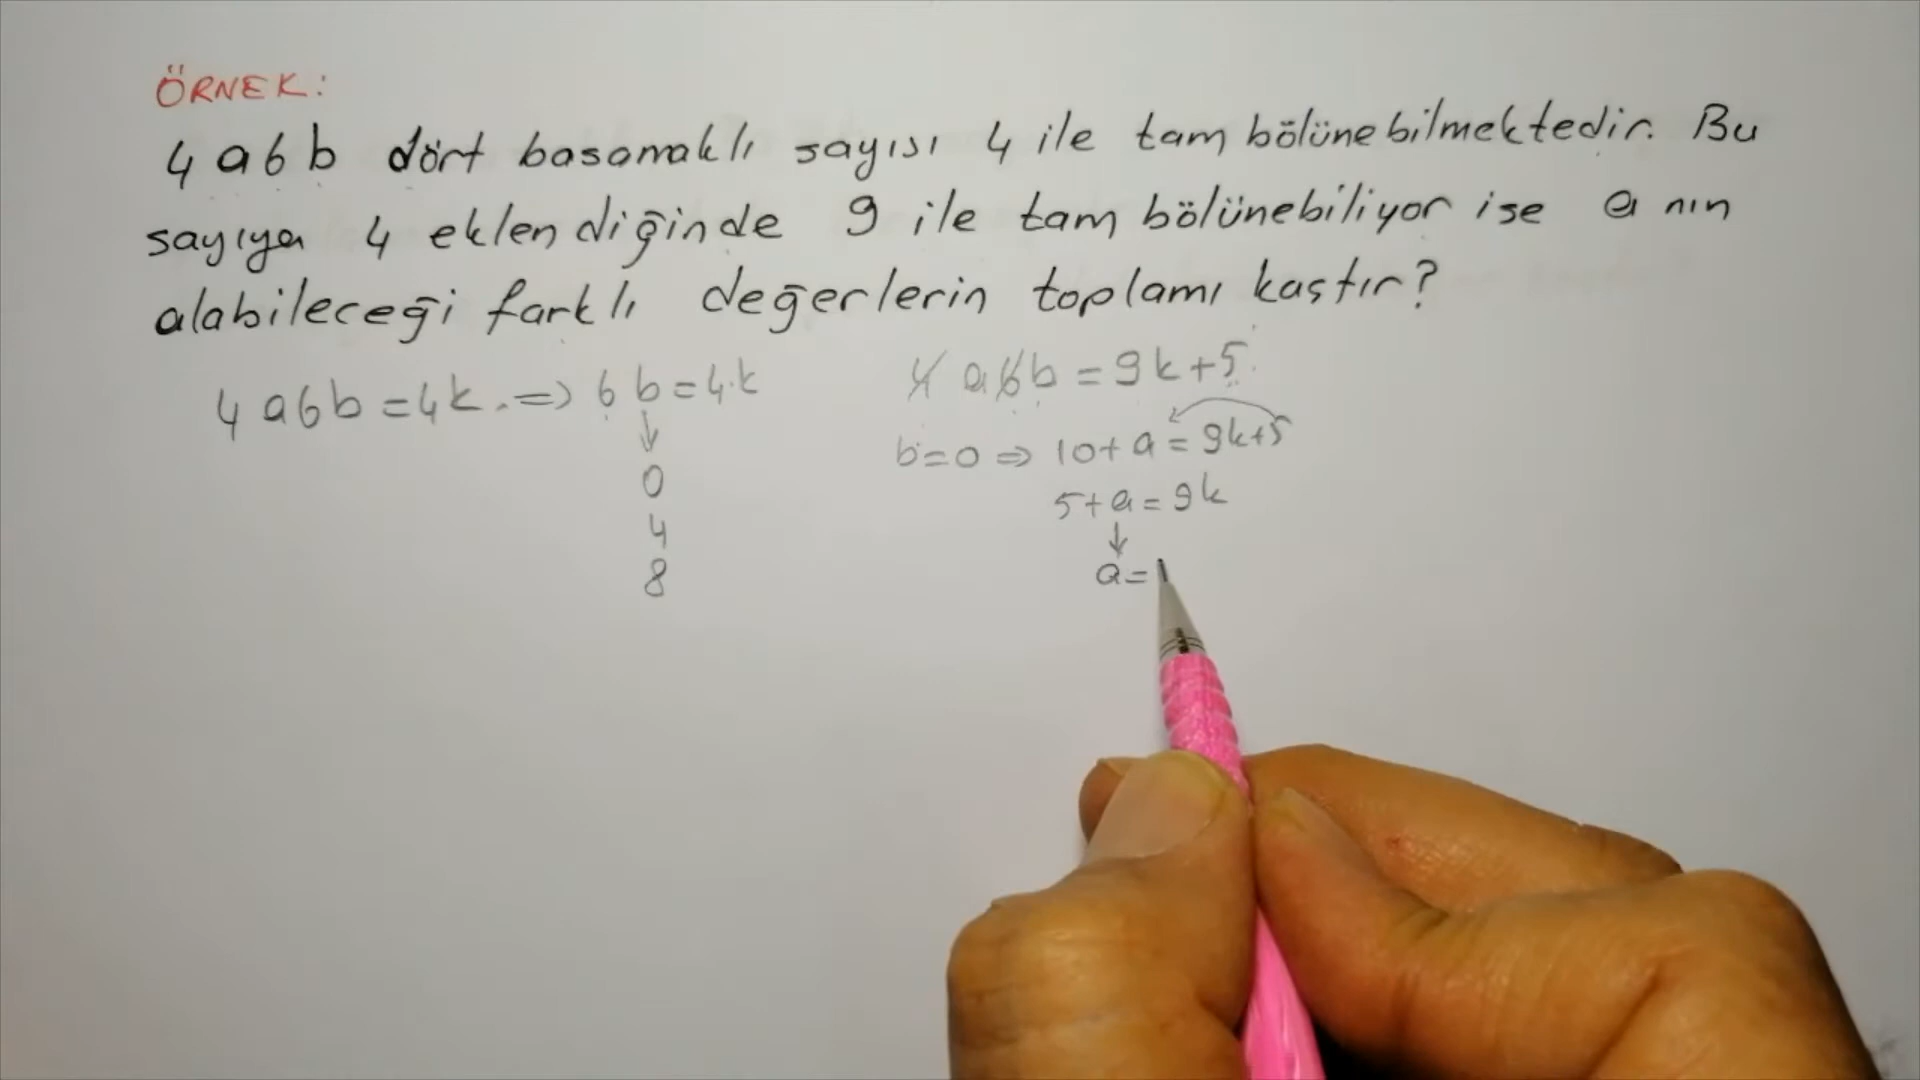 ÖRNEK:
4a6b dört basamaklı sayısı 4 ile tam bölünebilmektedir. Bu
sayıya 4 eklendiğinde 9 ile tam bölünebiliyor ise a nın
alabileceği farklı değerlerin toplamı kaçtır?
4a6b=4k. => 6b=4.k
↓
0
4
8
4a6b=9k+5.
b=0 => 10+a=9k+5
5+a=9k
↓
a=